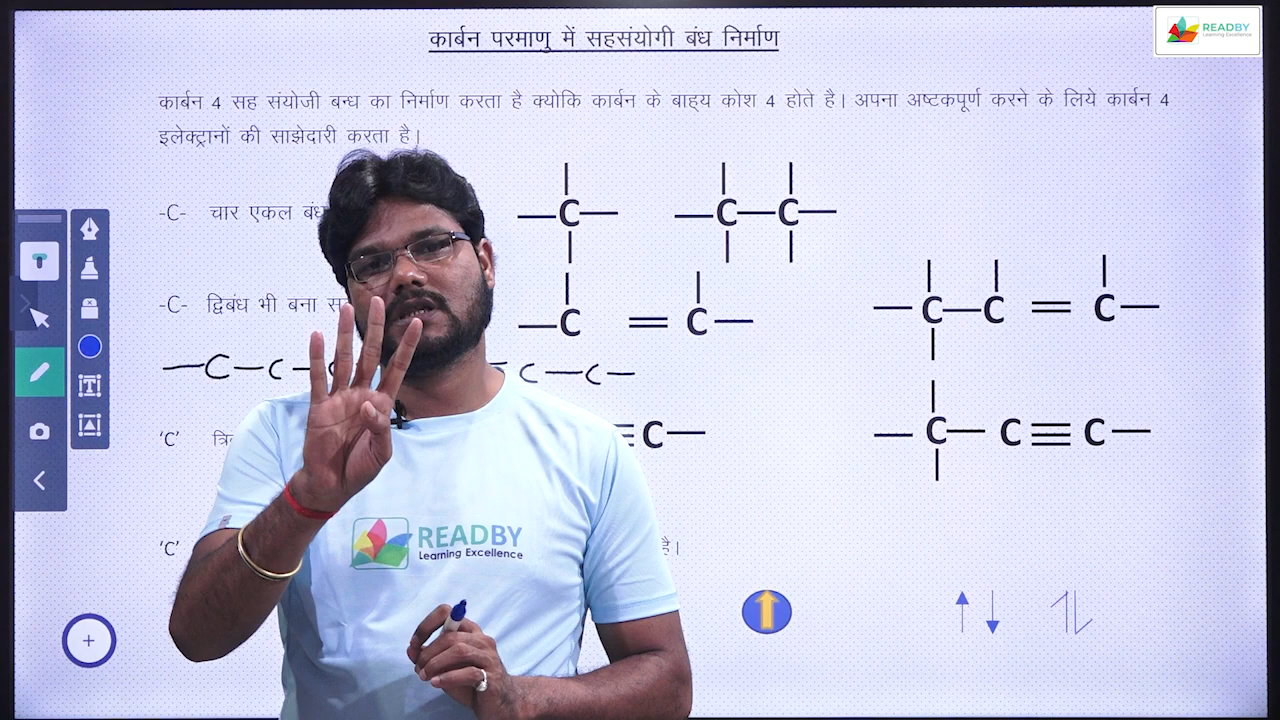 कार्बन परमाणु में सहसंयोगी बंध निर्माण
READBY
Learning Excellence
कार्बन 4 सह संयोजी बन्ध का निर्माण करता है क्योकि कार्बन के बाह्य कोश 4 होते है। अपना अष्टकपूर्ण करने के लिये कार्बन 4
इलेक्ट्रानों की साझेदारी करता है।
-C- चार एकल बंध
C C C
-C- द्विबंध भी बना
C = C
C C = C
C - C - C - C
'C'
≡ C
C C ≡ C
READBY
Learning Excellence
'C' है।